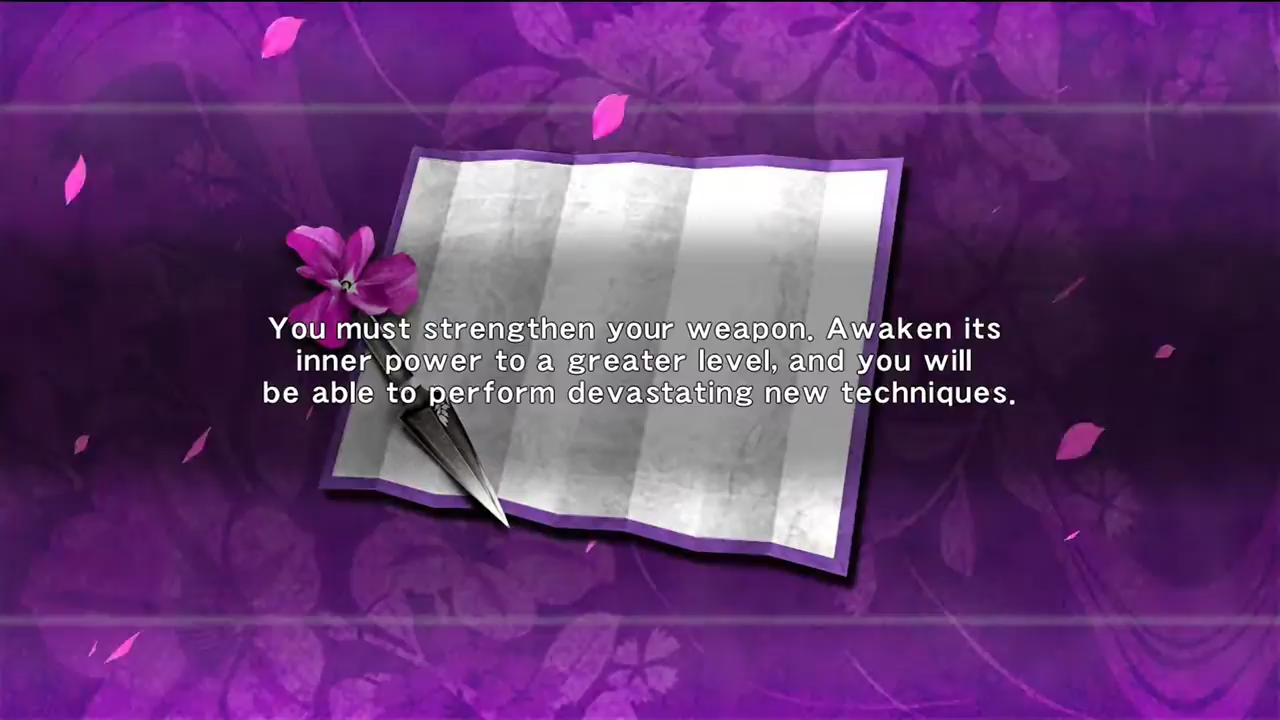 You must strengthen your weapon. Awaken its
inner power to a greater level, and you will
be able to perform devastating new techniques.